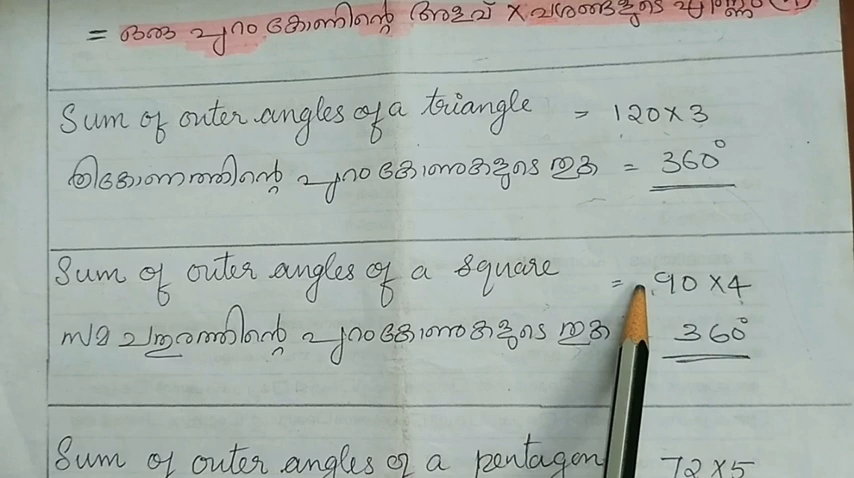 = ഒരു പുറം കോണിന്റെ അളവ് × വശങ്ങളുടെ എണ്ണം
Sum of outer angles of a triangle = 120×3
ത്രികോണത്തിന്റെ പുറംകോണുകളുടെ തുക = 360°
Sum of outer angles of a square = 90×4
സമചതുരത്തിന്റെ പുറംകോണുകളുടെ തുക 360°
Sum of outer angles of a pentagon 72×5